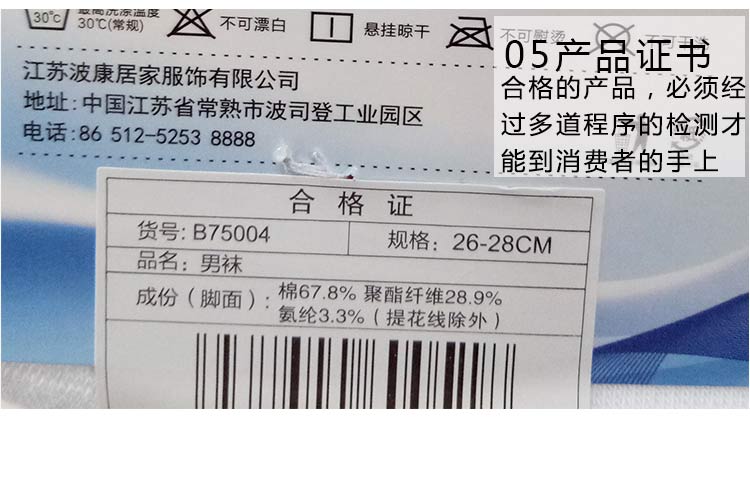 30℃
最高洗涤温度
30℃(常规)
不可漂白
悬挂晾干
不可熨烫
不可干洗
江苏波康居家服饰有限公司
地址: 中国江苏省常熟市波司登工业园区
电话: 86 512-5253 8888
05产品证书
合格的产品，必须经
过多道程序的检测才
能到消费者的手上
合 格 证
货号: B75004
规格: 26-28CM
品名: 男袜
成份（脚面）: 棉67.8% 聚酯纤维28.9%
氨纶3.3%（提花线除外）